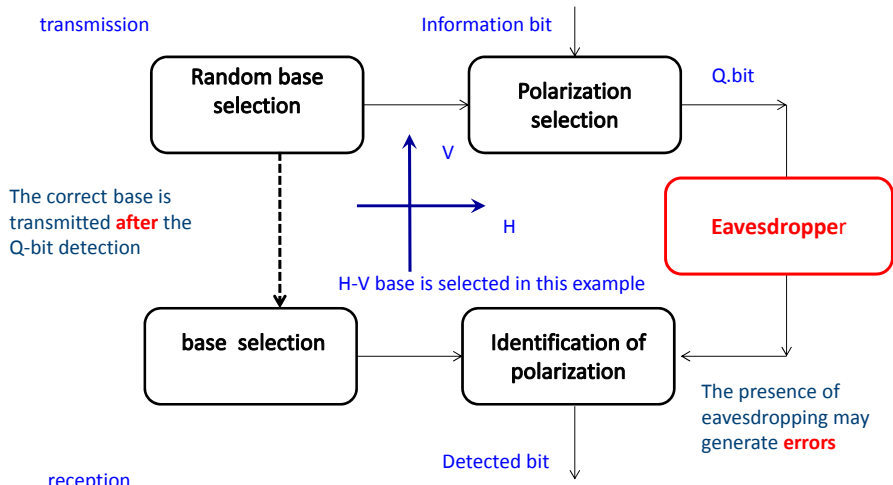 transmission
Information bit
Random base
selection
Polarization
selection
Q.bit
V
H
The correct base is
transmitted after the
Q-bit detection
Eavesdropper
H-V base is selected in this example
base selection
Identification of
polarization
The presence of
eavesdropping may
generate errors
Detected bit
reception